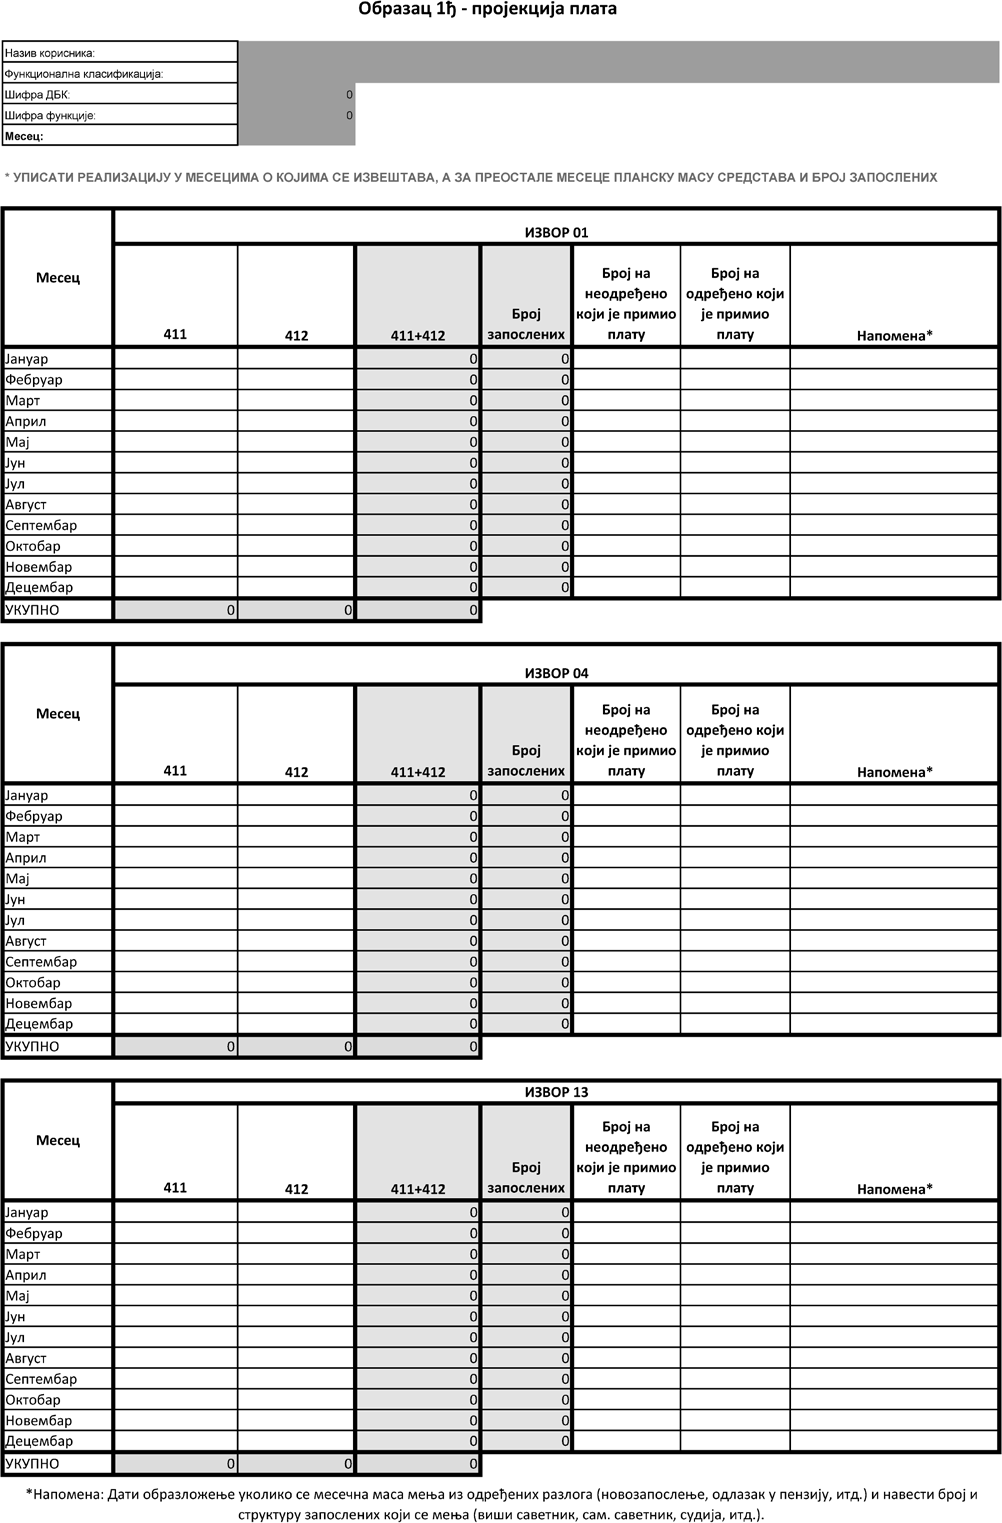 Образац 1ђ - пројекција плата
Назив корисника:
Функционална класификација:
Шифра ДБК: 0
Шифра функције: 0
Месец:
* УПИСАТИ РЕАЛИЗАЦИЈУ У МЕСЕЦИМА О КОЈИМА СЕ ИЗВЕШТАВА, А ЗА ПРЕОСТАЛЕ МЕСЕЦЕ ПЛАНСКУ МАСУ СРЕДСТАВА И БРОЈ ЗАПОСЛЕНИХ
ИЗВОР 01
Месец
411
412
411+412
Број
запослених
Број на
неодређено
који је примио
плату
Број на
одређено који
је примио
плату
Напомена*
Јануар 0 0
Фебруар 0 0
Март 0 0
Април 0 0
Мај 0 0
Јун 0 0
Јул 0 0
Август 0 0
Септембар 0 0
Октобар 0 0
Новембар 0 0
Децембар 0 0
УКУПНО 0 0 0
ИЗВОР 04
Месец
411
412
411+412
Број
запослених
Број на
неодређено
који је примио
плату
Број на
одређено који
је примио
плату
Напомена*
Јануар 0 0
Фебруар 0 0
Март 0 0
Април 0 0
Мај 0 0
Јун 0 0
Јул 0 0
Август 0 0
Септембар 0 0
Октобар 0 0
Новембар 0 0
Децембар 0 0
УКУПНО 0 0 0
ИЗВОР 13
Месец
411
412
411+412
Број
запослених
Број на
неодређено
који је примио
плату
Број на
одређено који
је примио
плату
Напомена*
Јануар 0 0
Фебруар 0 0
Март 0 0
Април 0 0
Мај 0 0
Јун 0 0
Јул 0 0
Август 0 0
Септембар 0 0
Октобар 0 0
Новембар 0 0
Децембар 0 0
УКУПНО 0 0 0
*Напомена: Дати образложење уколико се месечна маса мења из одређених разлога (новозапослење, одлазак у пензију, итд.) и навести број и
структуру запослених који се мења (виши саветник, сам. саветник, судија, итд.).